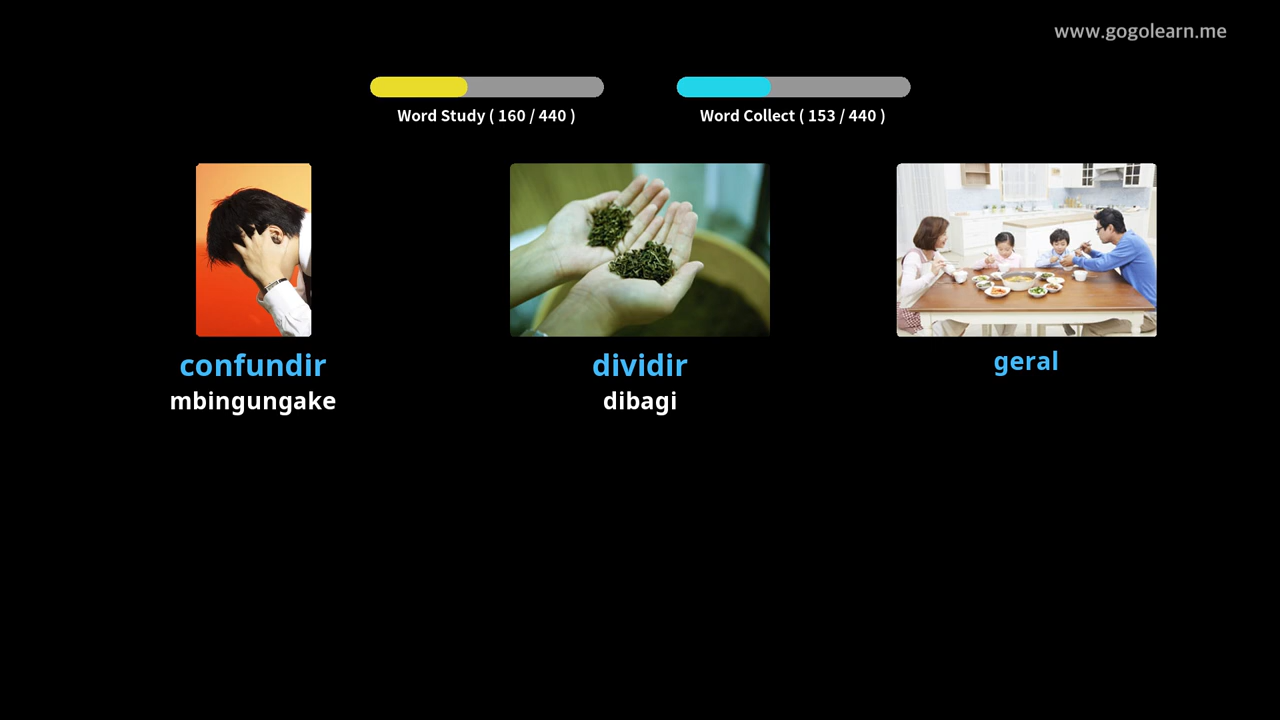 www.gogolearn.me
Word Study ( 160 / 440 )
Word Collect ( 153 / 440 )
confundir
mbingungake
dividir
dibagi
geral